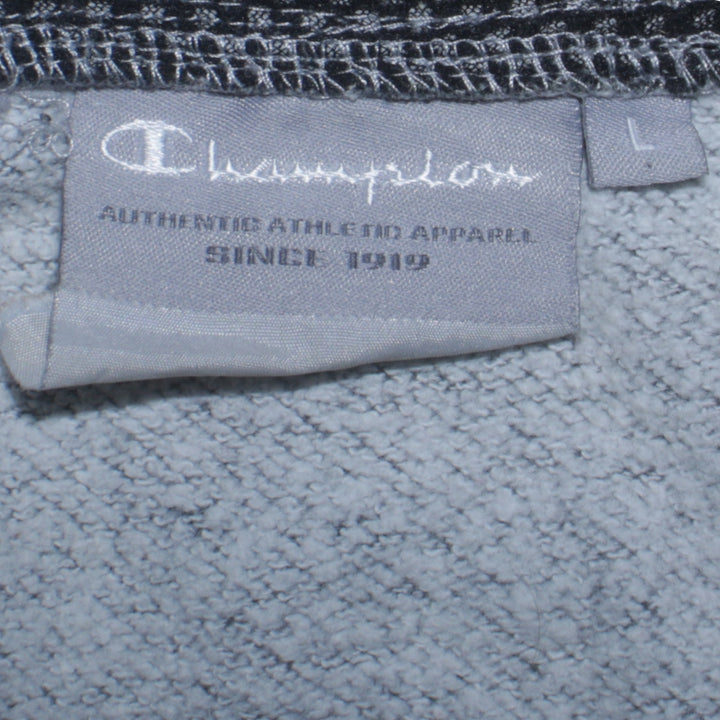 Champion
L
AUTHENTIC ATHLETIC APPAREL
SINCE 1919